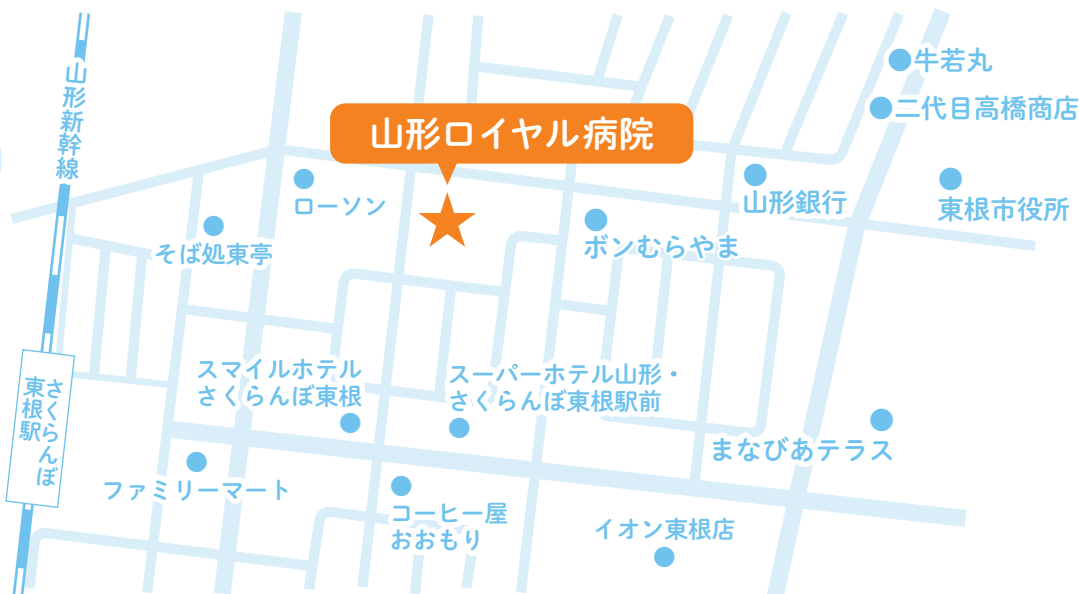 山形新幹線
牛若丸
二代目高橋商店
山形ロイヤル病院
ローソン
山形銀行
東根市役所
そば処東亭
ボンむらやま
スマイルホテル
さくらんぼ東根
スーパーホテル山形・
さくらんぼ東根駅前
さくらんぼ
東根駅
まなびあテラス
ファミリーマート
コーヒー屋
おおもり
イオン東根店